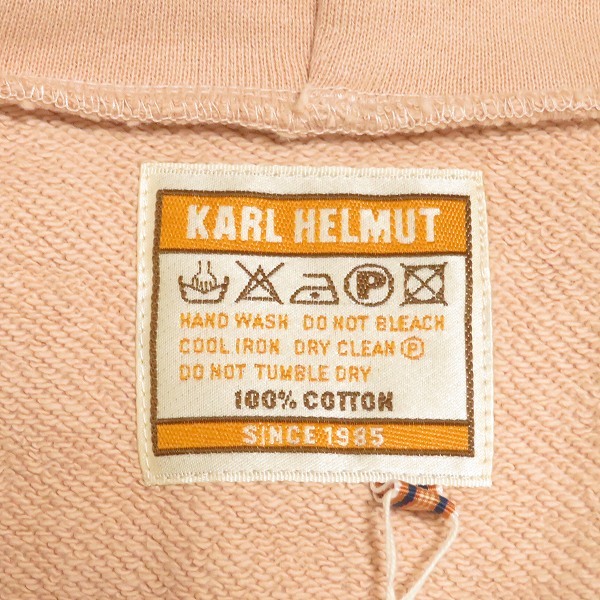 KARL HELMUT
P
HAND WASH DO NOT BLEACH
COOL IRON DRY CLEAN Ⓟ
DO NOT TUMBLE DRY
100% COTTON
SINCE 1985